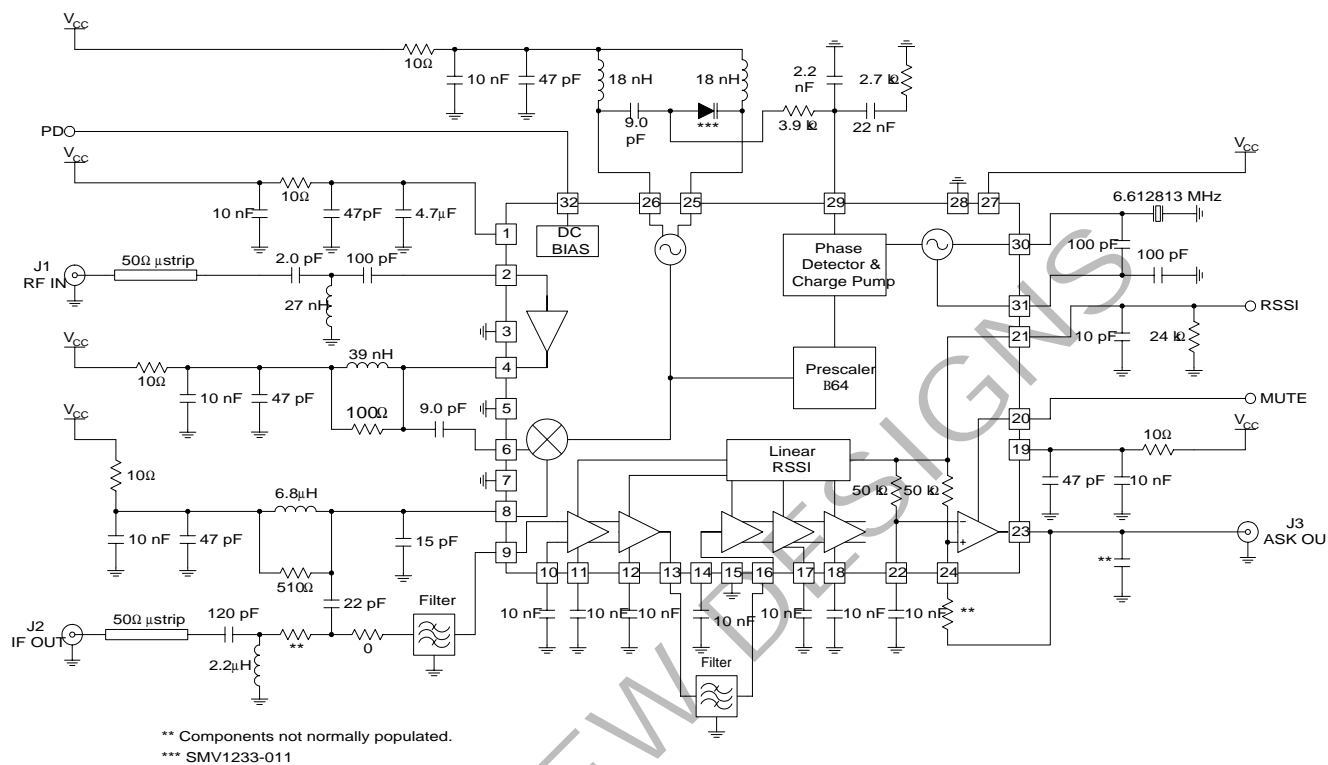 VCC
10Ω
10 nF
47 pF
18 nH
18 nH
9.0
pF
***
2.2
nF
2.7 kΩ
3.9 kΩ
22 nF
PD
VCC
10Ω
10 nF
47pF
4.7µF
VCC
32
26
25
29
28
27
DC
BIAS
1
6.612813 MHz
30
100 pF
100 pF
Phase
Detector &
Charge Pump
J1
RF IN
50Ω µstrip
2.0 pF
100 pF
27 nH
2
3
31
21
RSSI
10 pF
24 kΩ
VCC
10Ω
39 nH
4
10 nF
47 pF
100Ω
9.0 pF
5
6
7
Prescaler
B64
20
MUTE
19
VCC
10Ω
47 pF
10 nF
VCC
10Ω
6.8µH
8
10 nF
47 pF
15 pF
510Ω
22 pF
9
Linear
RSSI
50 kΩ
50 kΩ
−
+
23
J3
ASK OU
**
10
11
12
13
14
15
16
17
18
22
24
10 nF
10 nF
10 nF
10 nF
10 nF
10 nF
10 nF
**
J2
IF OUT
50Ω µstrip
120 pF
2.2µH
**
0
Filter
Filter
** Components not normally populated.
*** SMV1233-011
EW DESIGNS